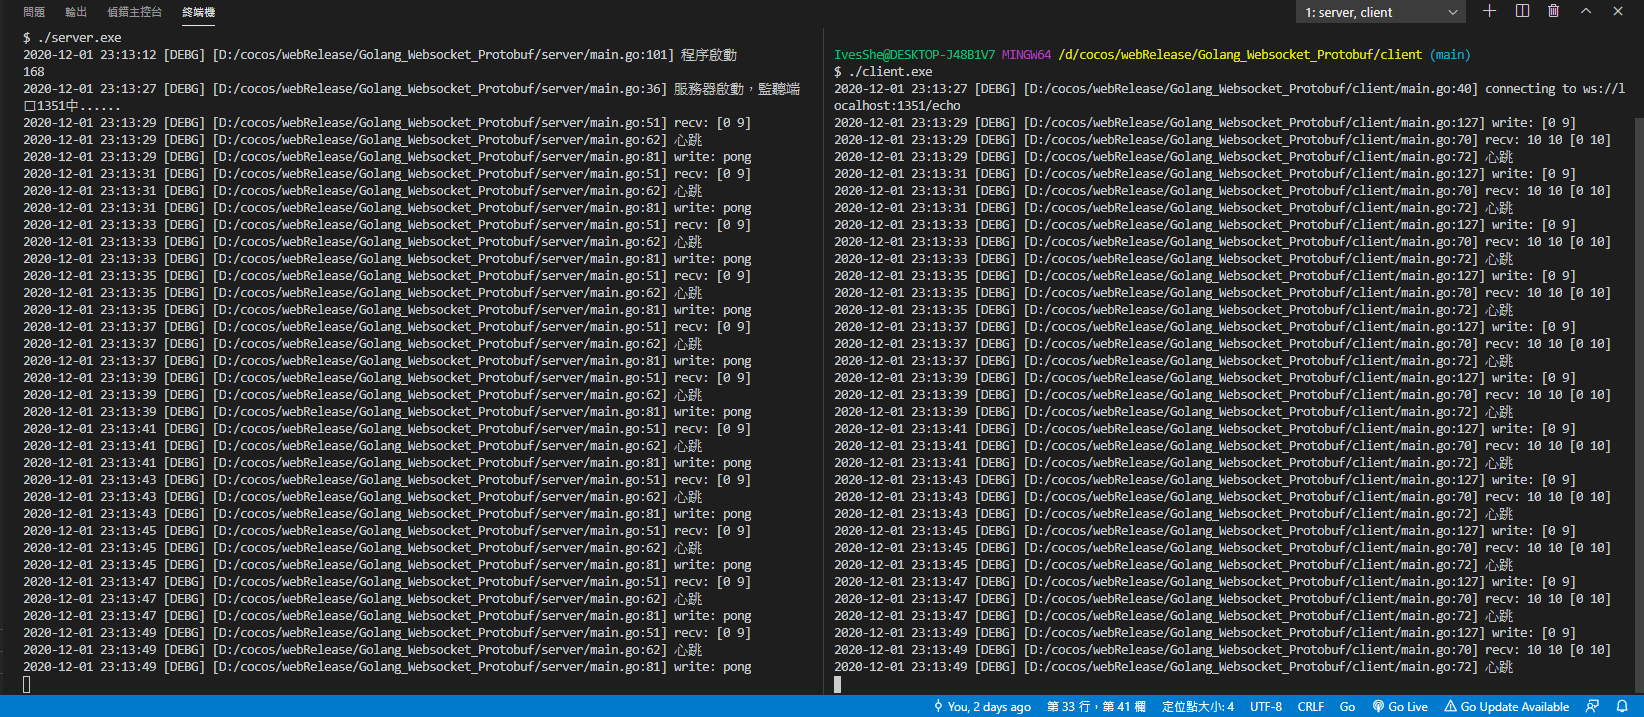 問題 輸出 偵錯主控台 終端機
1: server, client
$ ./server.exe
2020-12-01 23:13:12 [DEBG] [D:/cocos/webRelease/Golang_Websocket_Protobuf/server/main.go:101] 程序啟動
168
2020-12-01 23:13:27 [DEBG] [D:/cocos/webRelease/Golang_Websocket_Protobuf/server/main.go:36] 服務器啟動，監聽端
口1351中......
2020-12-01 23:13:29 [DEBG] [D:/cocos/webRelease/Golang_Websocket_Protobuf/server/main.go:51] recv: [0 9]
2020-12-01 23:13:29 [DEBG] [D:/cocos/webRelease/Golang_Websocket_Protobuf/server/main.go:62] 心跳
2020-12-01 23:13:29 [DEBG] [D:/cocos/webRelease/Golang_Websocket_Protobuf/server/main.go:81] write: pong
2020-12-01 23:13:31 [DEBG] [D:/cocos/webRelease/Golang_Websocket_Protobuf/server/main.go:51] recv: [0 9]
2020-12-01 23:13:31 [DEBG] [D:/cocos/webRelease/Golang_Websocket_Protobuf/server/main.go:62] 心跳
2020-12-01 23:13:31 [DEBG] [D:/cocos/webRelease/Golang_Websocket_Protobuf/server/main.go:81] write: pong
2020-12-01 23:13:33 [DEBG] [D:/cocos/webRelease/Golang_Websocket_Protobuf/server/main.go:51] recv: [0 9]
2020-12-01 23:13:33 [DEBG] [D:/cocos/webRelease/Golang_Websocket_Protobuf/server/main.go:62] 心跳
2020-12-01 23:13:33 [DEBG] [D:/cocos/webRelease/Golang_Websocket_Protobuf/server/main.go:81] write: pong
2020-12-01 23:13:35 [DEBG] [D:/cocos/webRelease/Golang_Websocket_Protobuf/server/main.go:51] recv: [0 9]
2020-12-01 23:13:35 [DEBG] [D:/cocos/webRelease/Golang_Websocket_Protobuf/server/main.go:62] 心跳
2020-12-01 23:13:35 [DEBG] [D:/cocos/webRelease/Golang_Websocket_Protobuf/server/main.go:81] write: pong
2020-12-01 23:13:37 [DEBG] [D:/cocos/webRelease/Golang_Websocket_Protobuf/server/main.go:51] recv: [0 9]
2020-12-01 23:13:37 [DEBG] [D:/cocos/webRelease/Golang_Websocket_Protobuf/server/main.go:62] 心跳
2020-12-01 23:13:37 [DEBG] [D:/cocos/webRelease/Golang_Websocket_Protobuf/server/main.go:81] write: pong
2020-12-01 23:13:39 [DEBG] [D:/cocos/webRelease/Golang_Websocket_Protobuf/server/main.go:51] recv: [0 9]
2020-12-01 23:13:39 [DEBG] [D:/cocos/webRelease/Golang_Websocket_Protobuf/server/main.go:62] 心跳
2020-12-01 23:13:39 [DEBG] [D:/cocos/webRelease/Golang_Websocket_Protobuf/server/main.go:81] write: pong
2020-12-01 23:13:41 [DEBG] [D:/cocos/webRelease/Golang_Websocket_Protobuf/server/main.go:51] recv: [0 9]
2020-12-01 23:13:41 [DEBG] [D:/cocos/webRelease/Golang_Websocket_Protobuf/server/main.go:62] 心跳
2020-12-01 23:13:41 [DEBG] [D:/cocos/webRelease/Golang_Websocket_Protobuf/server/main.go:81] write: pong
2020-12-01 23:13:43 [DEBG] [D:/cocos/webRelease/Golang_Websocket_Protobuf/server/main.go:51] recv: [0 9]
2020-12-01 23:13:43 [DEBG] [D:/cocos/webRelease/Golang_Websocket_Protobuf/server/main.go:62] 心跳
2020-12-01 23:13:43 [DEBG] [D:/cocos/webRelease/Golang_Websocket_Protobuf/server/main.go:81] write: pong
2020-12-01 23:13:45 [DEBG] [D:/cocos/webRelease/Golang_Websocket_Protobuf/server/main.go:51] recv: [0 9]
2020-12-01 23:13:45 [DEBG] [D:/cocos/webRelease/Golang_Websocket_Protobuf/server/main.go:62] 心跳
2020-12-01 23:13:45 [DEBG] [D:/cocos/webRelease/Golang_Websocket_Protobuf/server/main.go:81] write: pong
2020-12-01 23:13:47 [DEBG] [D:/cocos/webRelease/Golang_Websocket_Protobuf/server/main.go:51] recv: [0 9]
2020-12-01 23:13:47 [DEBG] [D:/cocos/webRelease/Golang_Websocket_Protobuf/server/main.go:62] 心跳
2020-12-01 23:13:47 [DEBG] [D:/cocos/webRelease/Golang_Websocket_Protobuf/server/main.go:81] write: pong
2020-12-01 23:13:49 [DEBG] [D:/cocos/webRelease/Golang_Websocket_Protobuf/server/main.go:51] recv: [0 9]
2020-12-01 23:13:49 [DEBG] [D:/cocos/webRelease/Golang_Websocket_Protobuf/server/main.go:62] 心跳
2020-12-01 23:13:49 [DEBG] [D:/cocos/webRelease/Golang_Websocket_Protobuf/server/main.go:81] write: pong
IvesShe@DESKTOP-J48B1V7 MINGW64 /d/cocos/webRelease/Golang_Websocket_Protobuf/client (main)
$ ./client.exe
2020-12-01 23:13:27 [DEBG] [D:/cocos/webRelease/Golang_Websocket_Protobuf/client/main.go:40] connecting to ws://l
ocalhost:1351/echo
2020-12-01 23:13:29 [DEBG] [D:/cocos/webRelease/Golang_Websocket_Protobuf/client/main.go:127] write: [0 9]
2020-12-01 23:13:29 [DEBG] [D:/cocos/webRelease/Golang_Websocket_Protobuf/client/main.go:70] recv: 10 10 [0 10]
2020-12-01 23:13:29 [DEBG] [D:/cocos/webRelease/Golang_Websocket_Protobuf/client/main.go:72] 心跳
2020-12-01 23:13:31 [DEBG] [D:/cocos/webRelease/Golang_Websocket_Protobuf/client/main.go:127] write: [0 9]
2020-12-01 23:13:31 [DEBG] [D:/cocos/webRelease/Golang_Websocket_Protobuf/client/main.go:70] recv: 10 10 [0 10]
2020-12-01 23:13:31 [DEBG] [D:/cocos/webRelease/Golang_Websocket_Protobuf/client/main.go:72] 心跳
2020-12-01 23:13:33 [DEBG] [D:/cocos/webRelease/Golang_Websocket_Protobuf/client/main.go:127] write: [0 9]
2020-12-01 23:13:33 [DEBG] [D:/cocos/webRelease/Golang_Websocket_Protobuf/client/main.go:70] recv: 10 10 [0 10]
2020-12-01 23:13:33 [DEBG] [D:/cocos/webRelease/Golang_Websocket_Protobuf/client/main.go:72] 心跳
2020-12-01 23:13:35 [DEBG] [D:/cocos/webRelease/Golang_Websocket_Protobuf/client/main.go:127] write: [0 9]
2020-12-01 23:13:35 [DEBG] [D:/cocos/webRelease/Golang_Websocket_Protobuf/client/main.go:70] recv: 10 10 [0 10]
2020-12-01 23:13:35 [DEBG] [D:/cocos/webRelease/Golang_Websocket_Protobuf/client/main.go:72] 心跳
2020-12-01 23:13:37 [DEBG] [D:/cocos/webRelease/Golang_Websocket_Protobuf/client/main.go:127] write: [0 9]
2020-12-01 23:13:37 [DEBG] [D:/cocos/webRelease/Golang_Websocket_Protobuf/client/main.go:70] recv: 10 10 [0 10]
2020-12-01 23:13:37 [DEBG] [D:/cocos/webRelease/Golang_Websocket_Protobuf/client/main.go:72] 心跳
2020-12-01 23:13:39 [DEBG] [D:/cocos/webRelease/Golang_Websocket_Protobuf/client/main.go:127] write: [0 9]
2020-12-01 23:13:39 [DEBG] [D:/cocos/webRelease/Golang_Websocket_Protobuf/client/main.go:70] recv: 10 10 [0 10]
2020-12-01 23:13:39 [DEBG] [D:/cocos/webRelease/Golang_Websocket_Protobuf/client/main.go:72] 心跳
2020-12-01 23:13:41 [DEBG] [D:/cocos/webRelease/Golang_Websocket_Protobuf/client/main.go:127] write: [0 9]
2020-12-01 23:13:41 [DEBG] [D:/cocos/webRelease/Golang_Websocket_Protobuf/client/main.go:70] recv: 10 10 [0 10]
2020-12-01 23:13:41 [DEBG] [D:/cocos/webRelease/Golang_Websocket_Protobuf/client/main.go:72] 心跳
2020-12-01 23:13:43 [DEBG] [D:/cocos/webRelease/Golang_Websocket_Protobuf/client/main.go:127] write: [0 9]
2020-12-01 23:13:43 [DEBG] [D:/cocos/webRelease/Golang_Websocket_Protobuf/client/main.go:70] recv: 10 10 [0 10]
2020-12-01 23:13:43 [DEBG] [D:/cocos/webRelease/Golang_Websocket_Protobuf/client/main.go:72] 心跳
2020-12-01 23:13:45 [DEBG] [D:/cocos/webRelease/Golang_Websocket_Protobuf/client/main.go:127] write: [0 9]
2020-12-01 23:13:45 [DEBG] [D:/cocos/webRelease/Golang_Websocket_Protobuf/client/main.go:70] recv: 10 10 [0 10]
2020-12-01 23:13:45 [DEBG] [D:/cocos/webRelease/Golang_Websocket_Protobuf/client/main.go:72] 心跳
2020-12-01 23:13:47 [DEBG] [D:/cocos/webRelease/Golang_Websocket_Protobuf/client/main.go:127] write: [0 9]
2020-12-01 23:13:47 [DEBG] [D:/cocos/webRelease/Golang_Websocket_Protobuf/client/main.go:70] recv: 10 10 [0 10]
2020-12-01 23:13:47 [DEBG] [D:/cocos/webRelease/Golang_Websocket_Protobuf/client/main.go:72] 心跳
2020-12-01 23:13:49 [DEBG] [D:/cocos/webRelease/Golang_Websocket_Protobuf/client/main.go:127] write: [0 9]
2020-12-01 23:13:49 [DEBG] [D:/cocos/webRelease/Golang_Websocket_Protobuf/client/main.go:70] recv: 10 10 [0 10]
2020-12-01 23:13:49 [DEBG] [D:/cocos/webRelease/Golang_Websocket_Protobuf/client/main.go:72] 心跳
You, 2 days ago 第 33 行，第 41 欄 定位點大小: 4 UTF-8 CRLF Go Go Live Go Update Available